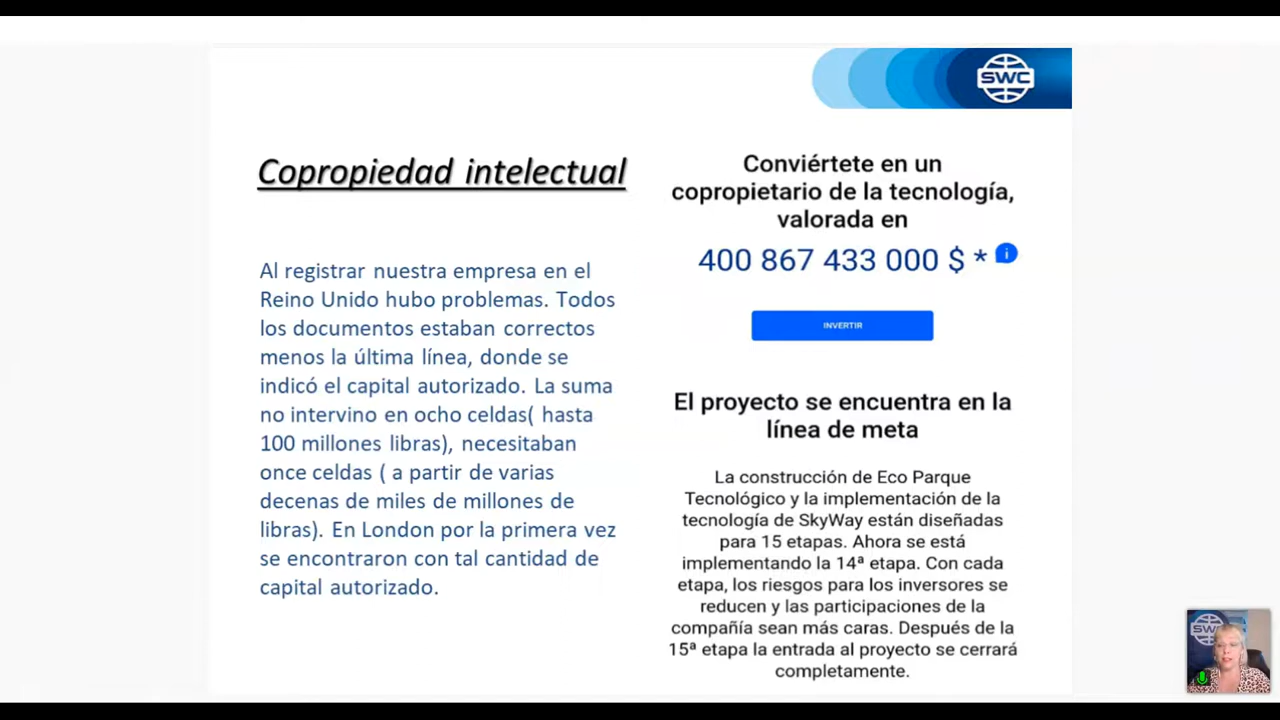 SWC
Copropiedad intelectual
Al registrar nuestra empresa en el
Reino Unido hubo problemas. Todos
los documentos estaban correctos
menos la última línea, donde se
indicó el capital autorizado. La suma
no intervino en ocho celdas( hasta
100 millones libras), necesitaban
once celdas ( a partir de varias
decenas de miles de millones de
libras). En London por la primera vez
se encontraron con tal cantidad de
capital autorizado.
Conviértete en un
copropietario de la tecnología,
valorada en
400 867 433 000 $ * i
INVERTIR
El proyecto se encuentra en la
línea de meta
La construcción de Eco Parque
Tecnológico y la implementación de la
tecnología de SkyWay están diseñadas
para 15 etapas. Ahora se está
implementando la 14ª etapa. Con cada
etapa, los riesgos para los inversores se
reducen y las participaciones de la
compañía sean más caras. Después de la
15ª etapa la entrada al proyecto se cerrará
completamente.
SWC